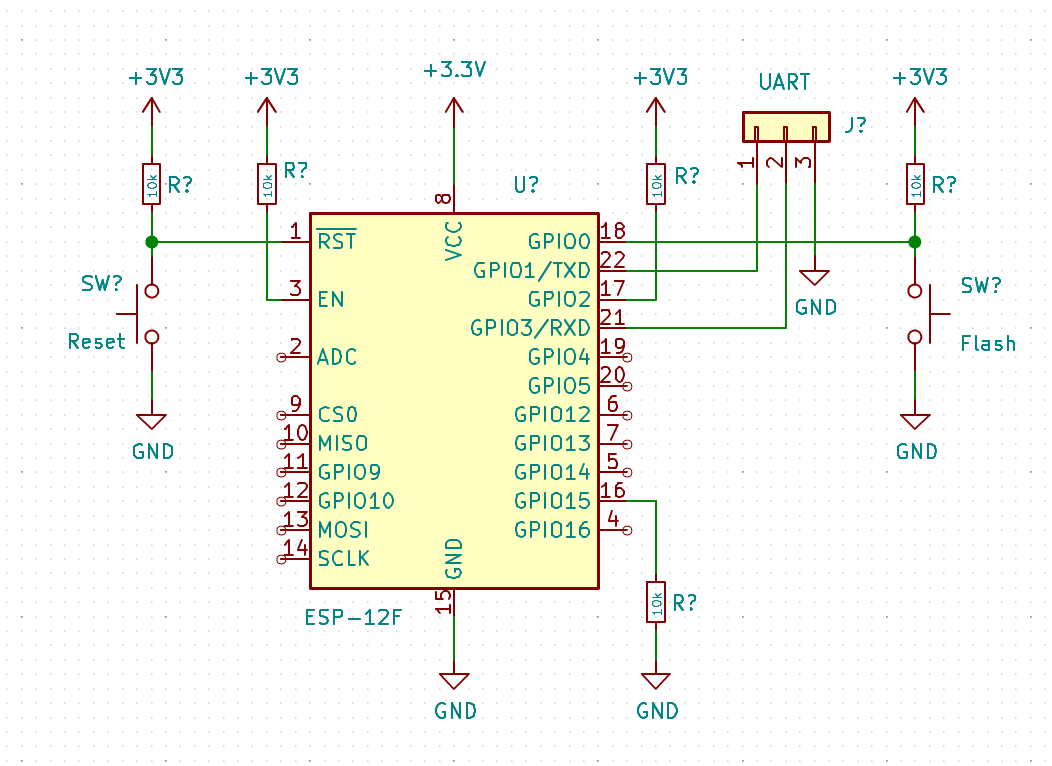 +3V3
+3V3
+3.3V
+3V3
UART
+3V3
J?
1
2
3
10k
R?
10k
R?
U?
10k
R?
10k
R?
8
VCC
1
RST
GPIO0
18
GPIO1/TXD
22
3
EN
GPIO2
17
GPIO3/RXD
21
GND
SW?
Reset
SW?
Flash
2
ADC
GPIO4
19
GPIO5
20
9
CS0
GPIO12
6
10
MISO
GPIO13
7
11
GPIO9
GPIO14
5
12
GPIO10
GPIO15
16
13
MOSI
GPIO16
4
14
SCLK
GND
GND
GND
15
ESP-12F
10k
R?
GND
GND